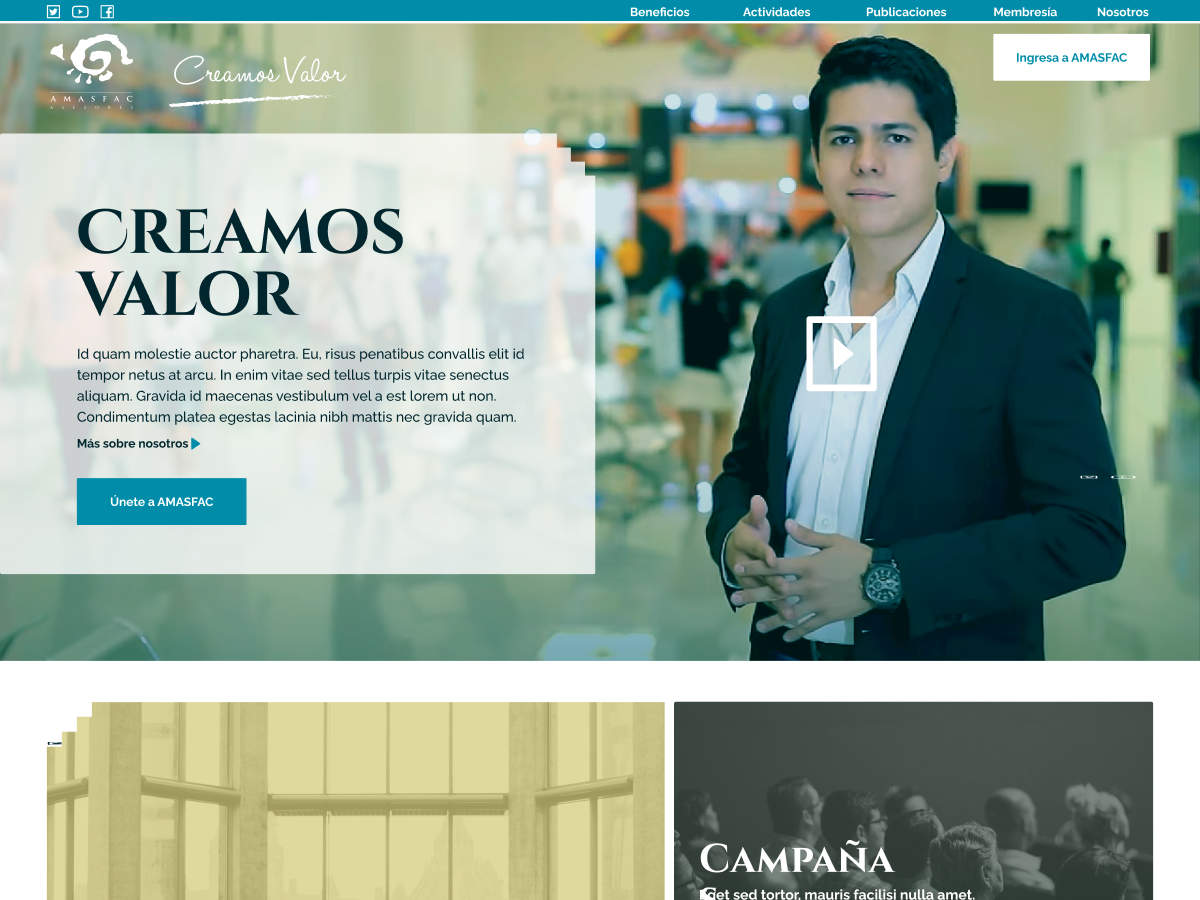 Beneficios
Actividades
Publicaciones
Membresía
Nosotros
AMASFAC
Creamos Valor
Ingresa a AMASFAC
CREAMOS
VALOR
Id quam molestie auctor pharetra. Eu, risus penatibus convallis elit id
tempor netus at arcu. In enim vitae sed tellus turpis vitae senectus
aliquam. Gravida id maecenas vestibulum vel a est lorem ut non.
Condimentum platea egestas lacinia nibh mattis nec gravida quam.
Más sobre nosotros
Únete a AMASFAC
CAMPAÑA
sed tortor, mauris facilisi nulla amet.